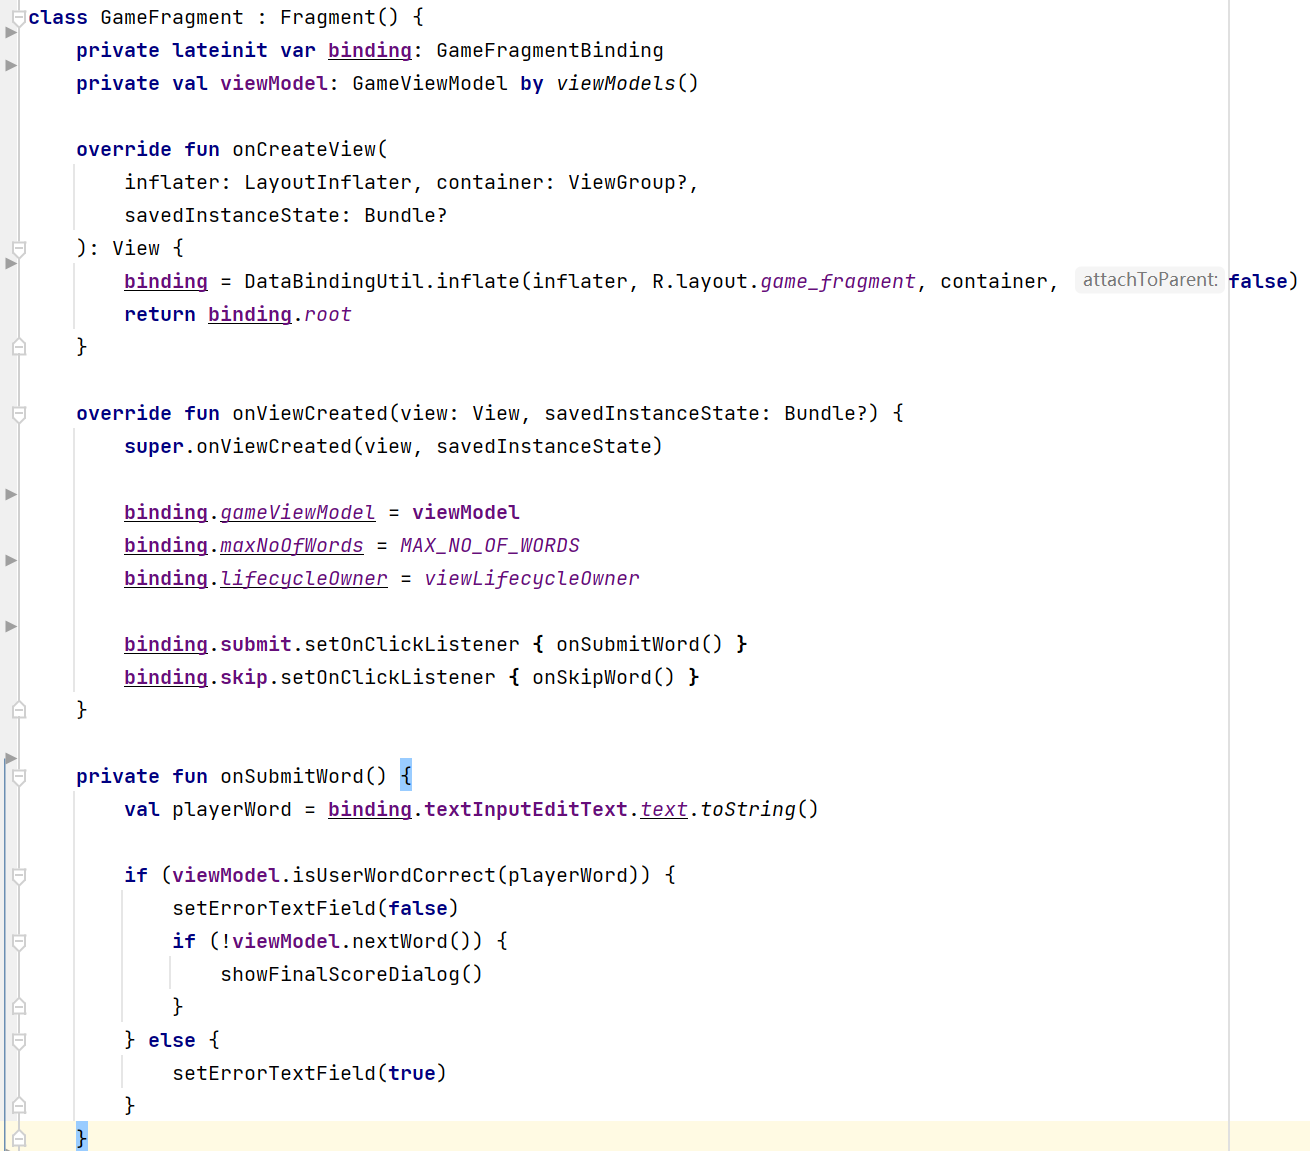 class GameFragment : Fragment() {
    private lateinit var binding: GameFragmentBinding
    private val viewModel: GameViewModel by viewModels()

    override fun onCreateView(
        inflater: LayoutInflater, container: ViewGroup?,
        savedInstanceState: Bundle?
    ): View {
        binding = DataBindingUtil.inflate(inflater, R.layout.game_fragment, container, attachToParent: false)
        return binding.root
    }

    override fun onViewCreated(view: View, savedInstanceState: Bundle?) {
        super.onViewCreated(view, savedInstanceState)

        binding.gameViewModel = viewModel
        binding.maxNoOfWords = MAX_NO_OF_WORDS
        binding.lifecycleOwner = viewLifecycleOwner

        binding.submit.setOnClickListener { onSubmitWord() }
        binding.skip.setOnClickListener { onSkipWord() }
    }

    private fun onSubmitWord() {
        val playerWord = binding.textInputEditText.text.toString()

        if (viewModel.isUserWordCorrect(playerWord)) {
            setErrorTextField(false)
            if (!viewModel.nextWord()) {
                showFinalScoreDialog()
            }
        } else {
            setErrorTextField(true)
        }
    }